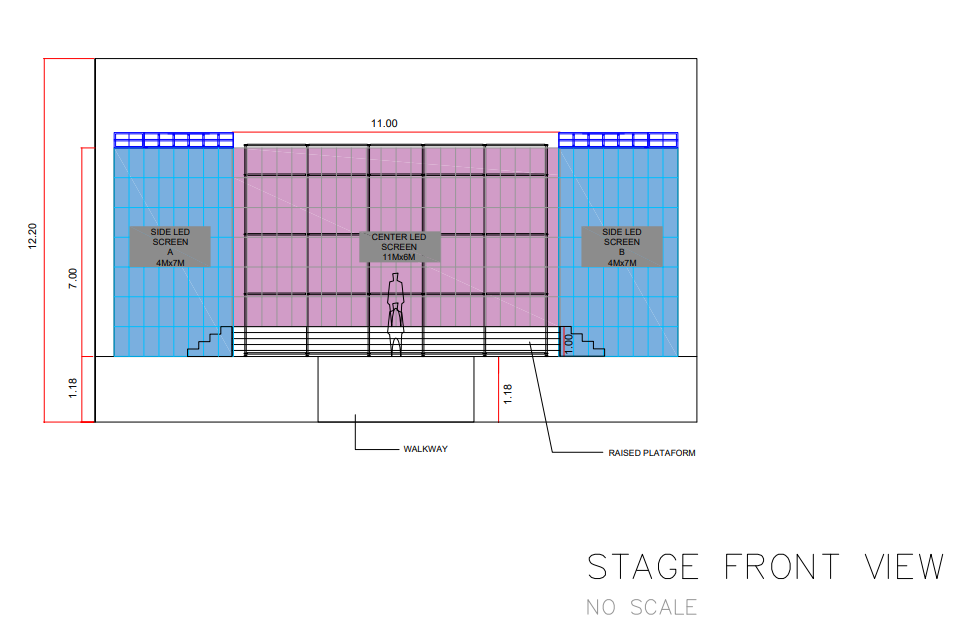 11.00
12.20
7.00
SIDE LED
SCREEN
A
4Mx7M
CENTER LED
SCREEN
11Mx6M
SIDE LED
SCREEN
B
4Mx7M
1.00
1.18
1.18
WALKWAY
RAISED PLATAFORM
STAGE FRONT VIEW
NO SCALE